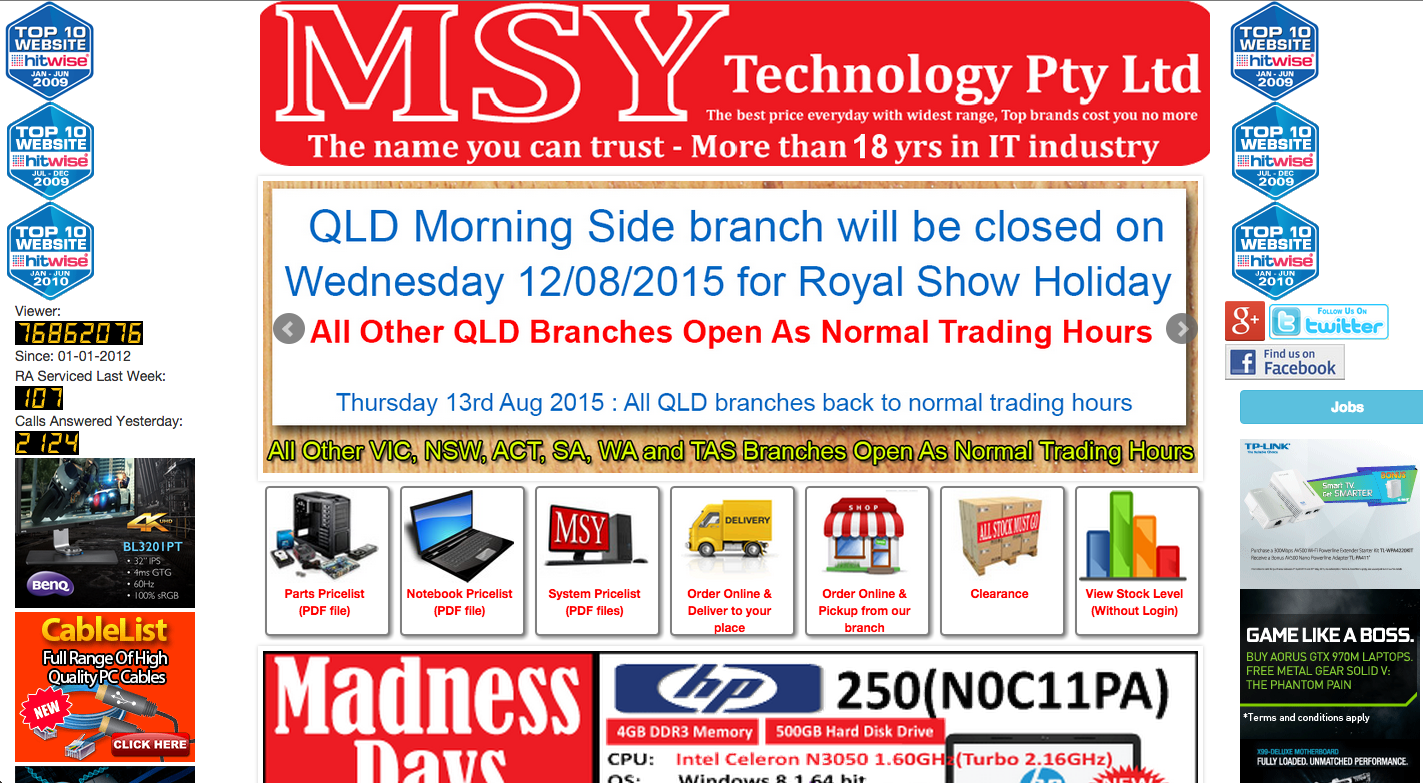 TOP 10
WEBSITE
hitwise
JAN - JUN
2009
TOP 10
WEBSITE
hitwise
JUL - DEC
2009
TOP 10
WEBSITE
hitwise
JAN - JUN
2010
Viewer:
76862076
Since: 01-01-2012
RA Serviced Last Week:
107
Calls Answered Yesterday:
2124
4K UHD
BL3201PT
• 32" IPS
• 4ms GTG
• 60Hz
• 100% sRGB
BenQ
CableList
Full Range Of High
Quality PC Cables
NEW
CLICK HERE
MSY Technology Pty Ltd
The best price everyday with widest range, Top brands cost you no more
The name you can trust - More than 18 yrs in IT industry
QLD Morning Side branch will be closed on
Wednesday 12/08/2015 for Royal Show Holiday
All Other QLD Branches Open As Normal Trading Hours
Thursday 13rd Aug 2015 : All QLD branches back to normal trading hours
All Other VIC, NSW, ACT, SA, WA and TAS Branches Open As Normal Trading Hours
Parts Pricelist
(PDF file)
Notebook Pricelist
(PDF file)
MSY
System Pricelist
(PDF files)
DELIVERY
Order Online &
Deliver to your
place
SHOP
Order Online &
Pickup from our
branch
ALL STOCK MUST GO
Clearance
View Stock Level
(Without Login)
Madness
Days
hp 250(N0C11PA)
4GB DDR3 Memory 500GB Hard Disk Drive
CPU: Intel Celeron N3050 1.60GHz(Turbo 2.16GHz)
OS: Windows 8.1 64 bit
NEW
TOP 10
WEBSITE
hitwise
JAN - JUN
2009
TOP 10
WEBSITE
hitwise
JUL - DEC
2009
TOP 10
WEBSITE
hitwise
JAN - JUN
2010
g+
FOLLOW US ON
twitter
Find us on
Facebook
Jobs
TP-LINK
Smart TV.
Get SMARTER
GAME LIKE A BOSS.
BUY AORUS GTX 970M LAPTOPS.
FREE METAL GEAR SOLID V:
THE PHANTOM PAIN
*Terms and conditions apply
X99-DELUXE MOTHERBOARD
FULLY LOADED. UNMATCHED PERFORMANCE.